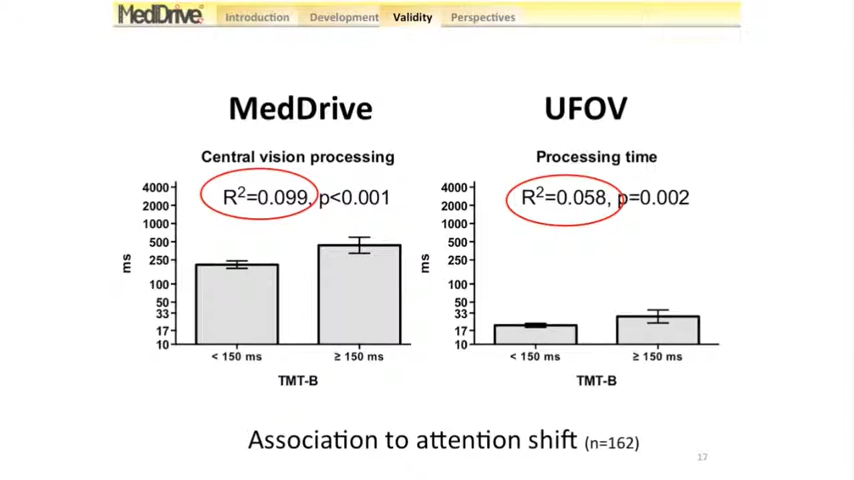 MedDrive Introduction Development Validity Perspectives
MedDrive UFOV
Central vision processing
R²=0.099, p<0.001
4000
2000
1000
500
250
100
50
33
17
10
ms
< 150 ms ≥ 150 ms
TMT-B
Processing time
R²=0.058, p=0.002
4000
2000
1000
500
250
100
50
33
17
10
ms
< 150 ms ≥ 150 ms
TMT-B
Association to attention shift (n=162)
17